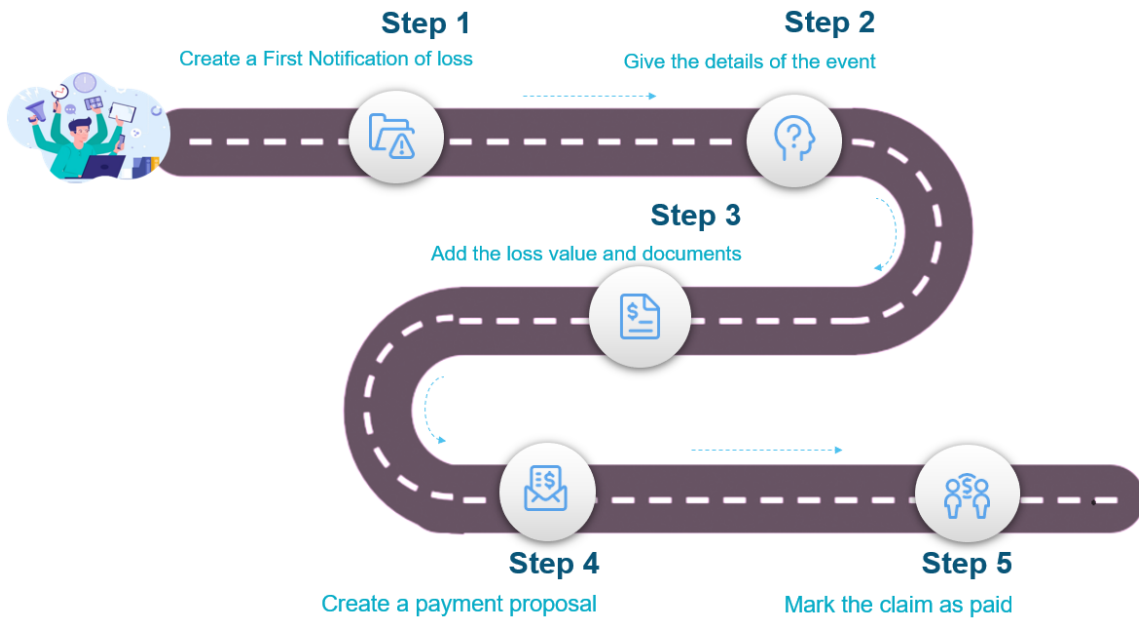 Step 1
Create a First Notification of loss
Step 2
Give the details of the event
Step 3
Add the loss value and documents
Step 4
Create a payment proposal
Step 5
Mark the claim as paid